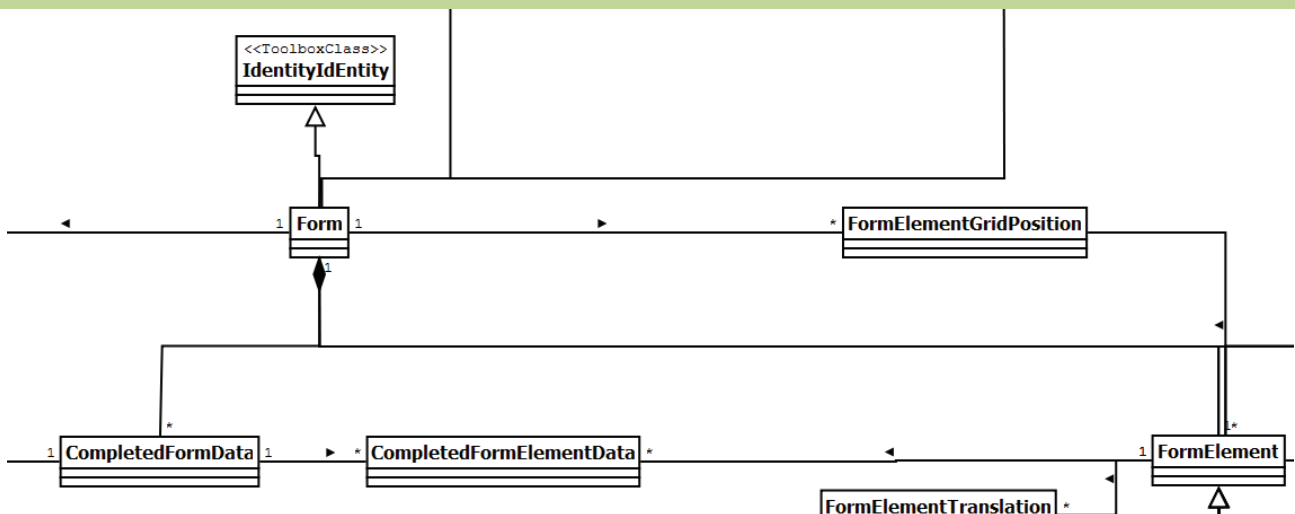 <<ToolboxClass>>
IdentityIdEntity
1 Form 1
* FormElementGridPosition
1
*
1*
1 CompletedFormData 1
* CompletedFormElementData *
1 FormElement
FormElementTranslation *